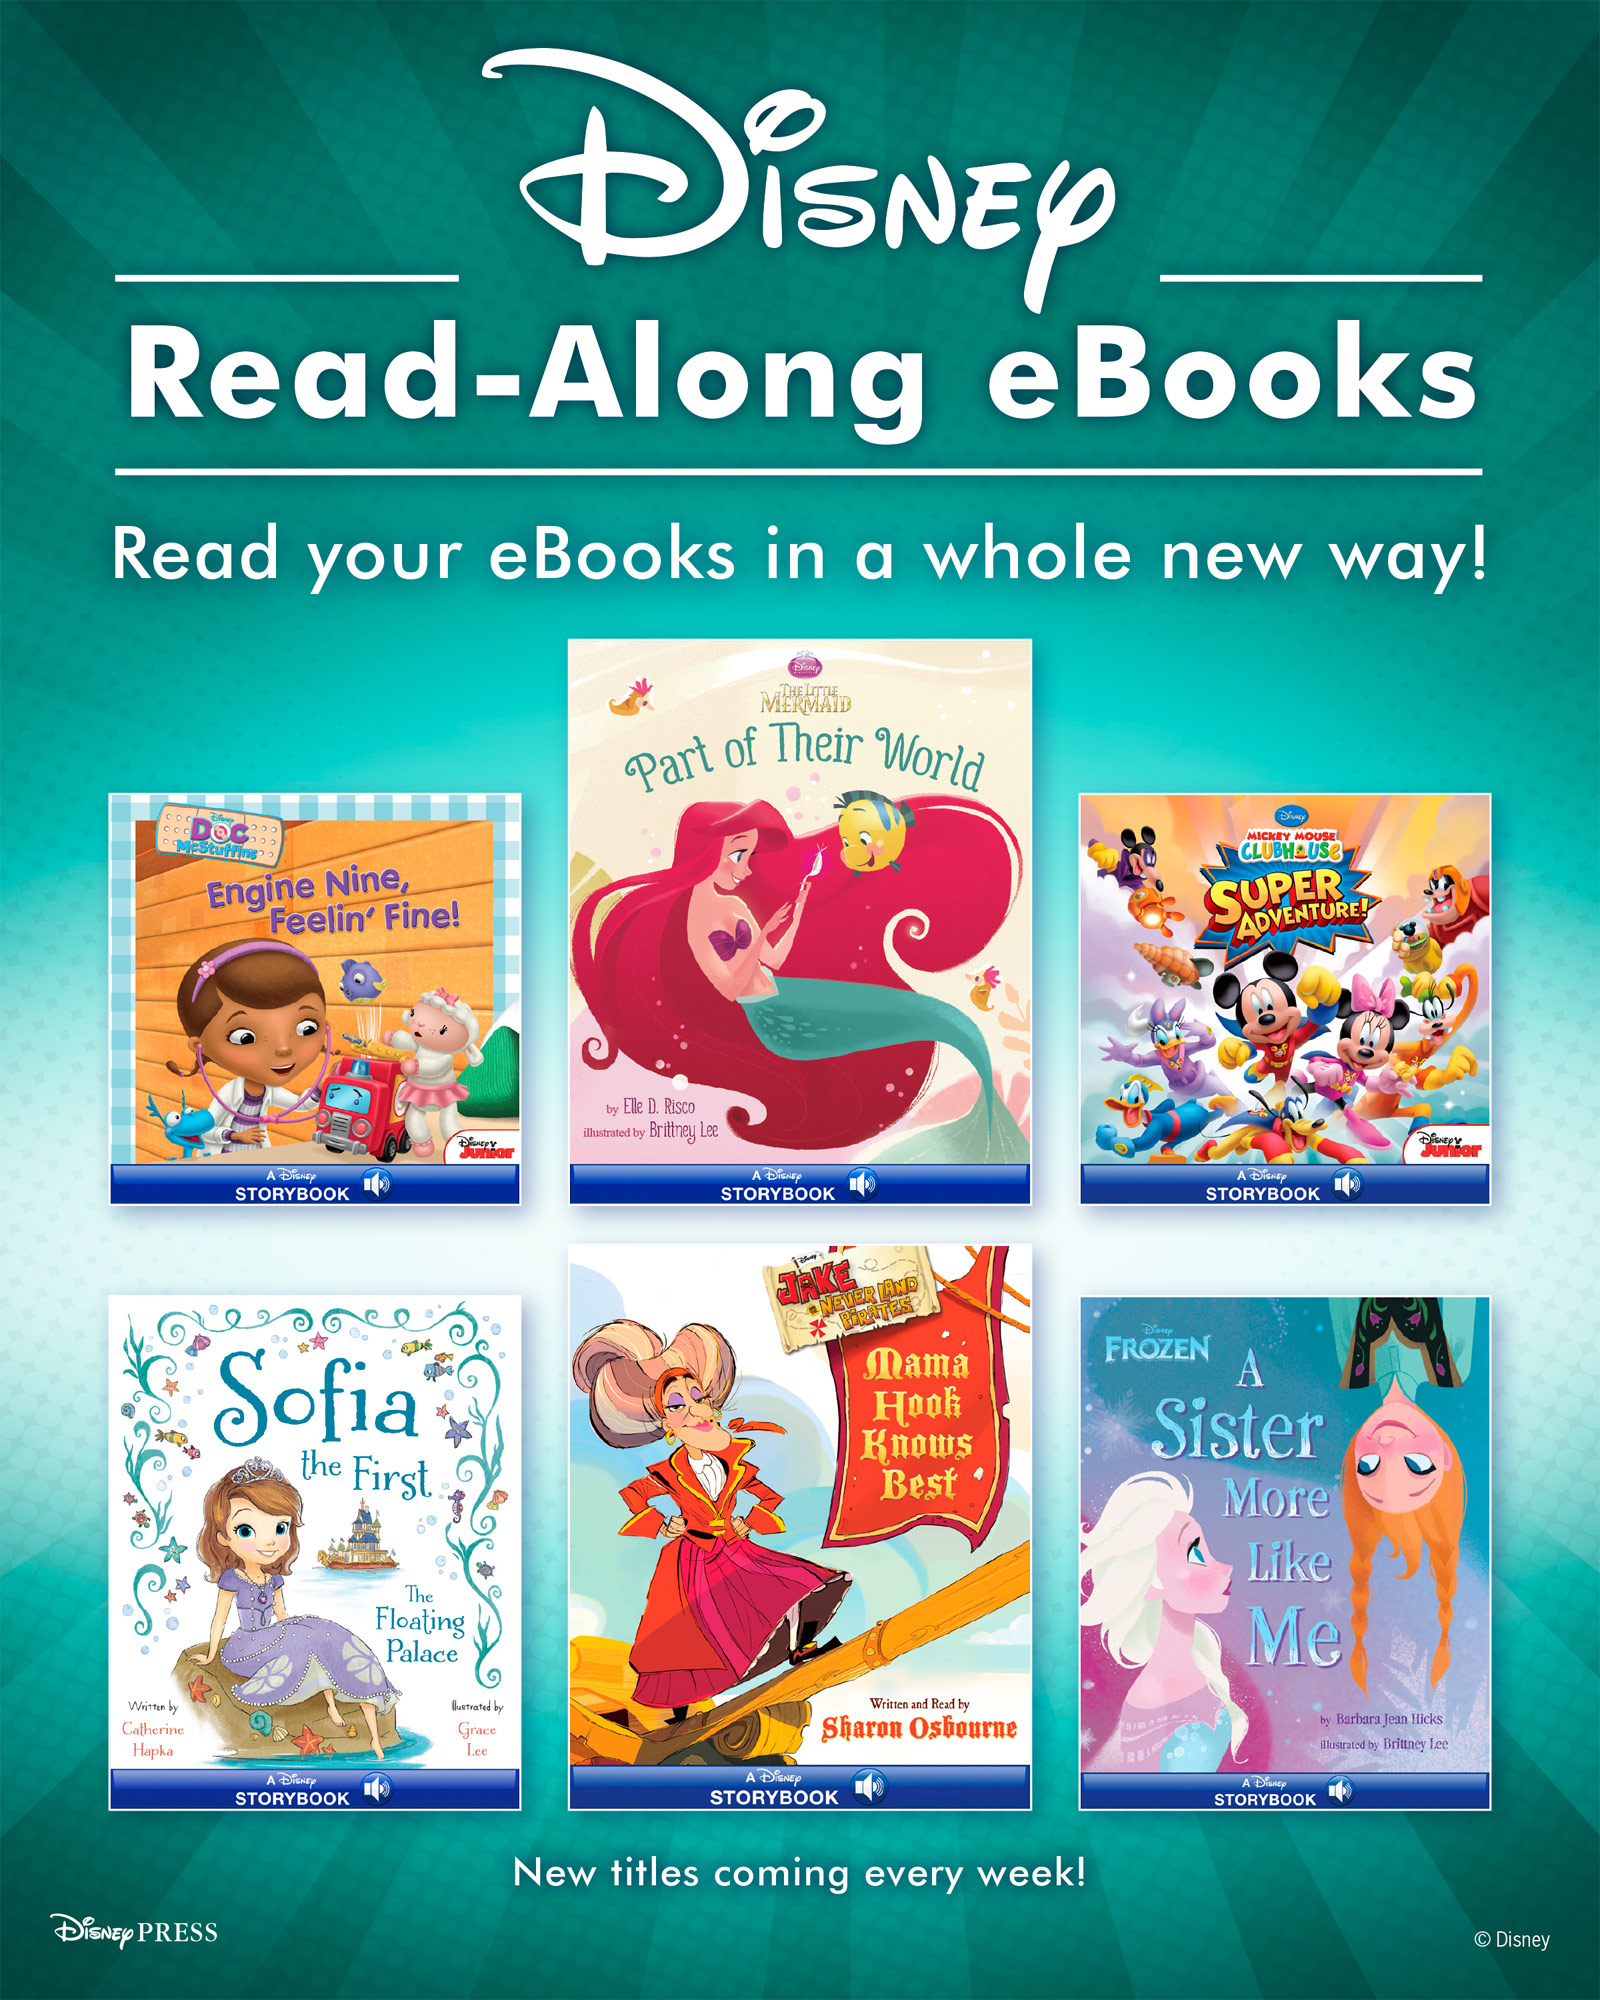 Disney
Read-Along eBooks
Read your eBooks in a whole new way!
Disney
THE LITTLE
MERMAID
Part of Their World
by Elle D. Risco
illustrated by Brittney Lee
A Disney
STORYBOOK
Disney
Doc
McStuffins
Engine Nine,
Feelin' Fine!
Disney
Junior
A Disney
STORYBOOK
Disney
MICKEY MOUSE
CLUBHOUSE
SUPER
ADVENTURE!
Disney
Junior
A Disney
STORYBOOK
Sofia
the First
The
Floating
Palace
Written by
Catherine
Hapka
Illustrated by
Grace
Lee
A Disney
STORYBOOK
Disney
JAKE
AND THE
NEVER LAND
PIRATES
Mama
Hook
Knows
Best
Written and Read by
Sharon Osbourne
A Disney
STORYBOOK
Disney
FROZEN
A
Sister
More
Like
Me
by Barbara Jean Hicks
illustrated by Brittney Lee
A Disney
STORYBOOK
New titles coming every week!
Disney PRESS
© Disney